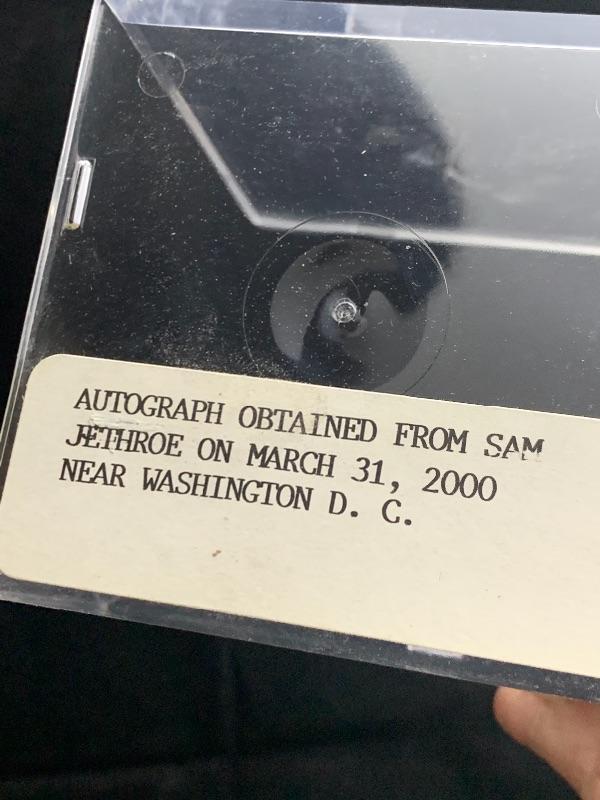 AUTOGRAPH OBTAINED FROM SAM
JETHROE ON MARCH 31, 2000
NEAR WASHINGTON D. C.